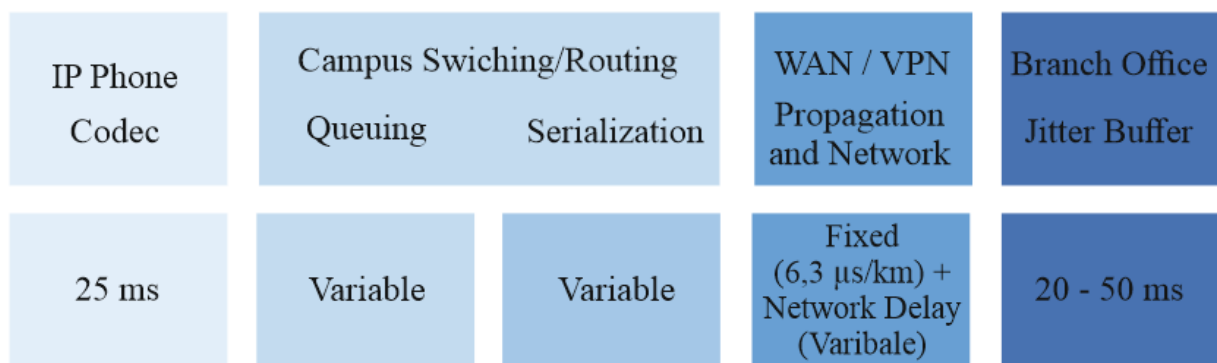 IP Phone
Codec
Campus Swiching/Routing
Queuing Serialization
WAN / VPN
Propagation
and Network
Branch Office
Jitter Buffer
25 ms
Variable
Variable
Fixed
(6,3 µs/km) +
Network Delay
(Varibale)
20 - 50 ms